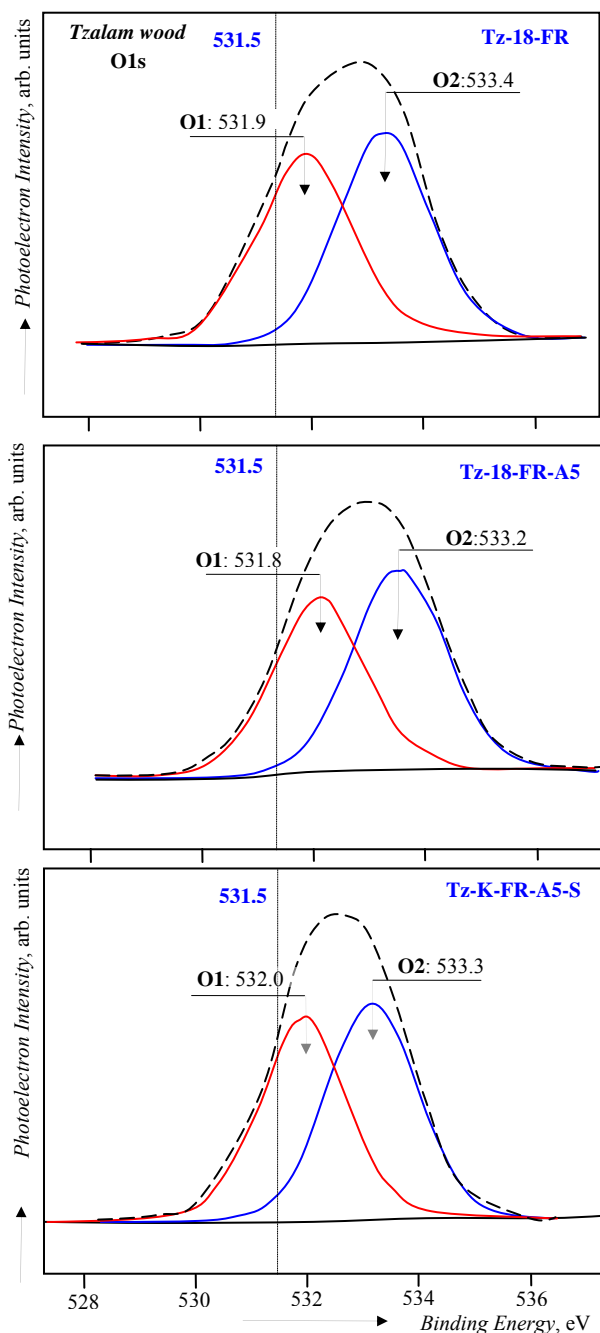 Tzalam wood
O1s
531.5
Tz-18-FR
O2:533.4
O1: 531.9
Photoelectron Intensity, arb. units
531.5
Tz-18-FR-A5
O2:533.2
O1: 531.8
Photoelectron Intensity, arb. units
531.5
Tz-K-FR-A5-S
O2: 533.3
O1: 532.0
Photoelectron Intensity, arb. units
528 530 532 534 536
Binding Energy, eV